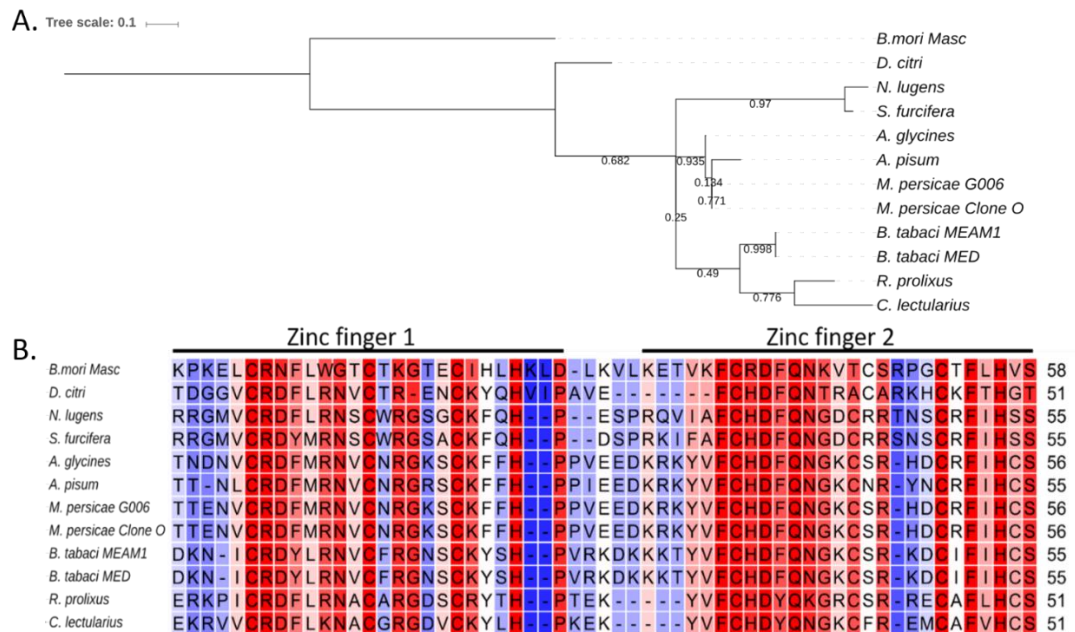 A.
Tree scale: 0.1
B.mori Masc
D. citri
N. lugens
0.97
S. furcifera
A. glycines
0.682
0.935
A. pisum
0.134
M. persicae G006
0.771
M. persicae Clone O
0.25
B. tabaci MEAM1
0.998
B. tabaci MED
0.49
R. prolixus
0.776
C. lectularius
B.
Zinc finger 1 Zinc finger 2
B.mori Masc KPKELCRNFLWGTCTKGTECIHLHKLD-LKVLKETVKFCRDFQNKVTCSRPGCTFLHVS 58
D. citri TDGGVCRDFLRNVCTR-ENCKYQHVIPAVE-------FCHDFQNTRACARKHCKFTHGT 51
N. lugens RRGMVCRDFLRNSCWRGSGCKFQH--P--ESPRQVIAFCHDFQNGDCRRTNSCRFIHSS 55
S. furcifera RRGMVCRDYMRNSCWRGSACKFQH--P--DSPRKIFAFCHDFQNGDCRRSNSCRFIHSS 55
A. glycines TNDNVCRDFMRNVCNRGKSCKFFH--PPVEEDKRKYVFCHDFQNGKCSR-HDCRFIHCS 56
A. pisum TT-NLCRDFMRNVCNRGRSCKFFH--PPIEEDKRKYVFCHDFQNGKCNR-YNCRFIHCS 55
M. persicae G006 TTENVCRDFMRNVCNRGKSCKFFH--PPVEEDKRKYVFCHDFQNGKCSR-HDCRFIHCS 56
M. persicae Clone O TTENVCRDFMRNVCNRGKSCKFFH--PPVEEDKRKYVFCHDFQNGKCSR-HDCRFIHCS 56
B. tabaci MEAM1 DKN-ICRDYLRNVCFRGNSCKYSH--PVRKDKKKTYVFCHDFQNGKCSR-KDCIFIHCS 55
B. tabaci MED DKN-ICRDYLRNVCFRGNSCKYSH--PVRKDKKKTYVFCHDFQNGKCSR-KDCIFIHCS 55
R. prolixus ERKPICRDFLRNACARGDSCRYTH--PTEK-----YVFCHDYQNGRCSR-RECAFLHCS 51
C. lectularius EKRVVCRDFLKNACGRGDVCKYMH--PKEK-----YVFCHDYQNGKCFR-EMCAFLHCS 51